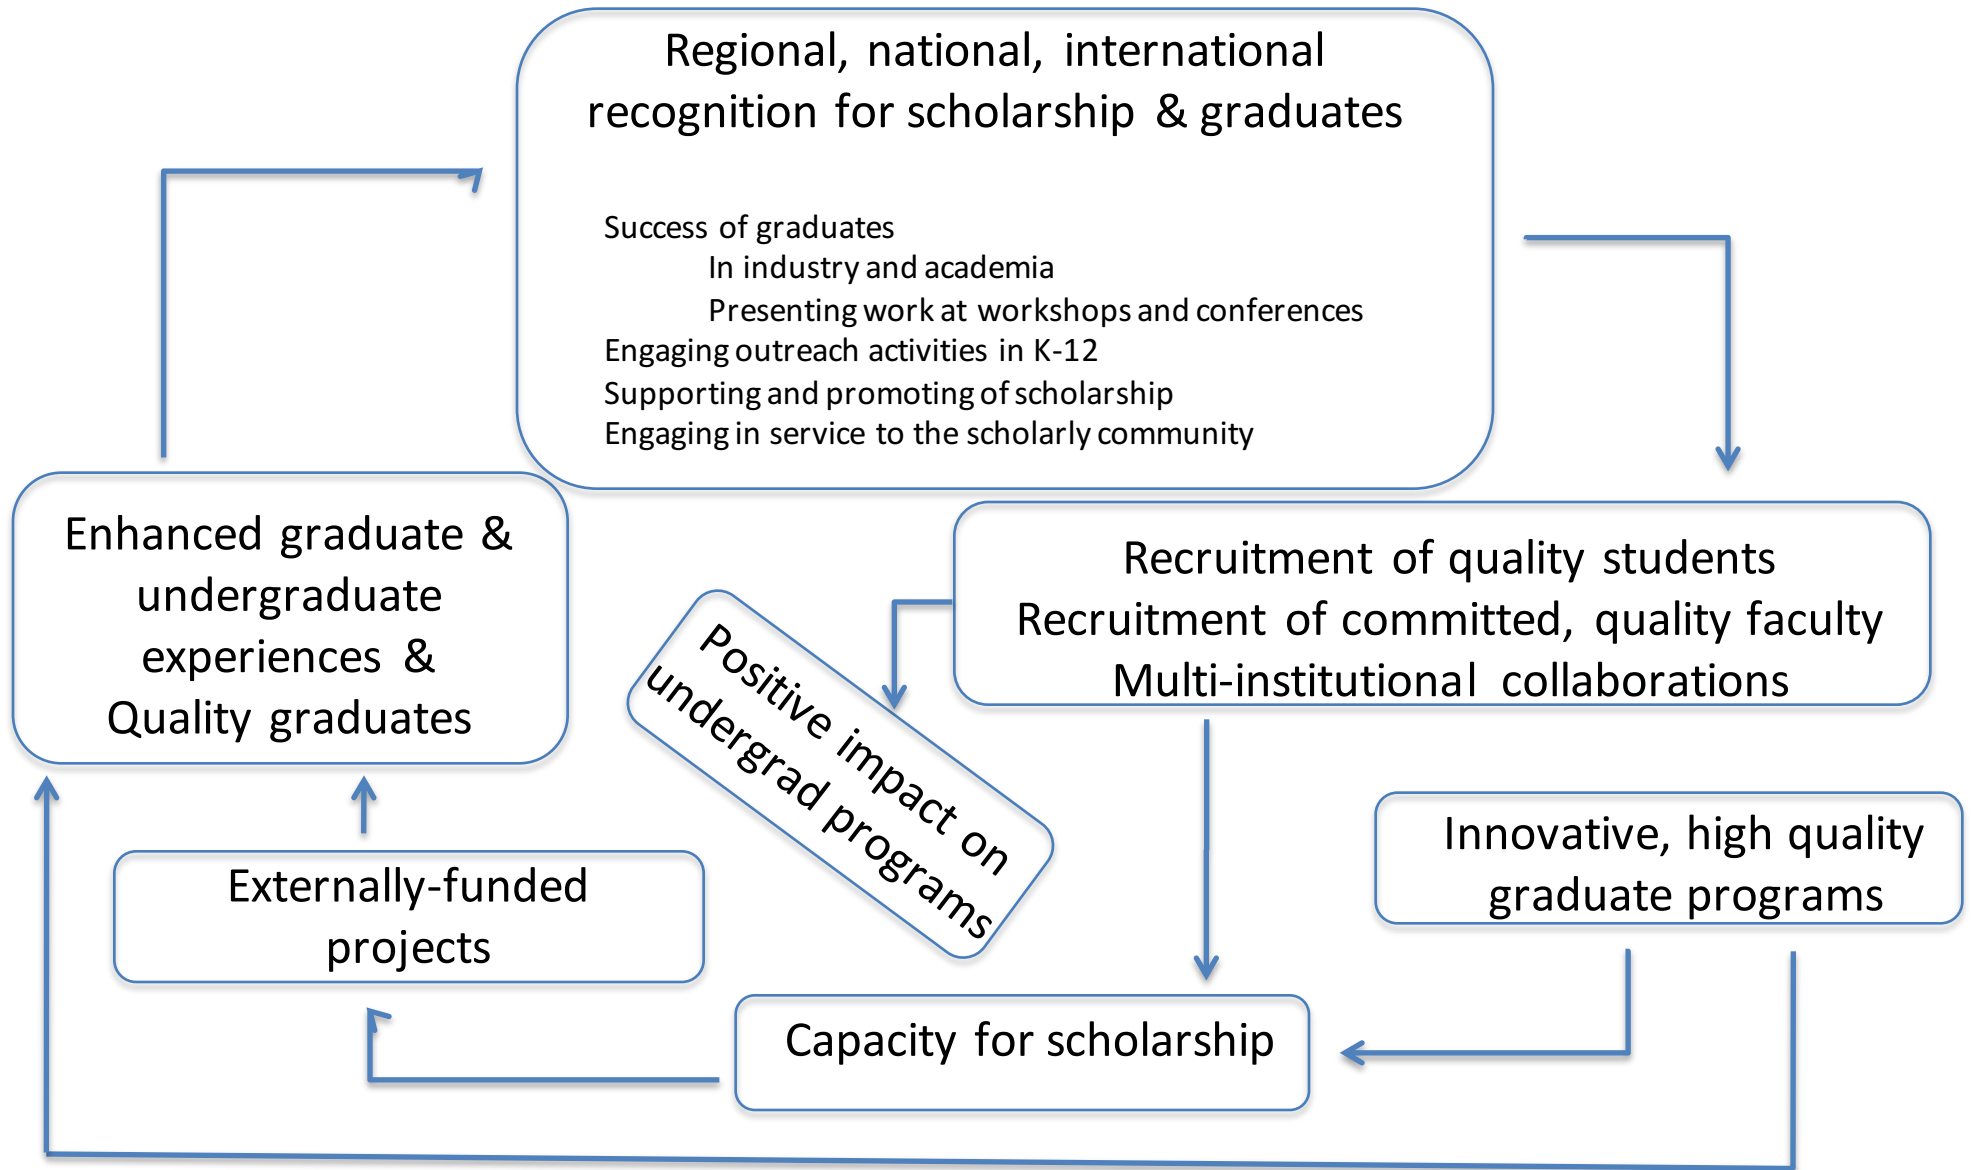 Regional, national, international
recognition for scholarship & graduates
Success of graduates
In industry and academia
Presenting work at workshops and conferences
Engaging outreach activities in K-12
Supporting and promoting of scholarship
Engaging in service to the scholarly community
Enhanced graduate &
undergraduate
experiences &
Quality graduates
Recruitment of quality students
Recruitment of committed, quality faculty
Multi-institutional collaborations
Positive impact on
undergrad programs
Innovative, high quality
graduate programs
Externally-funded
projects
Capacity for scholarship